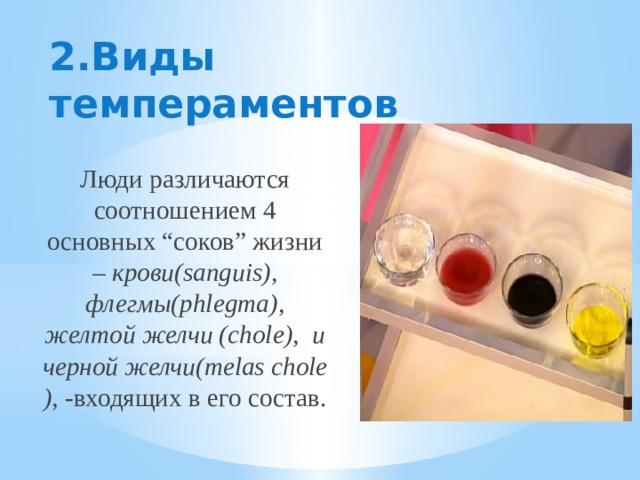 2.Виды
темпераментов
Люди различаются
соотношением 4
основных “соков” жизни
– крови(sanguis),
флегмы(phlegma),
желтой желчи (chole),  и
черной желчи(melas chole
), -входящих в его состав.